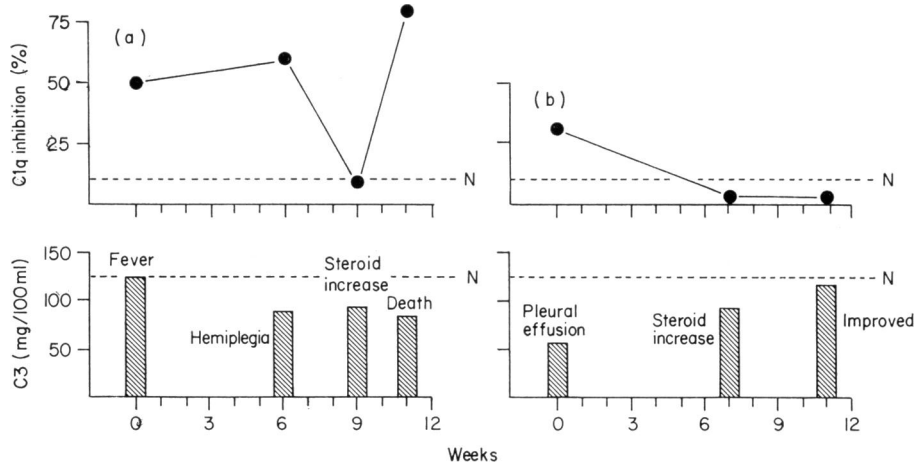 C1q inhibition (%)
75
50
25
(a)
N
(b)
N
C3 (mg/100ml)
150
100
50
Fever
Hemiplegia
Steroid
increase
Death
N
Pleural
effusion
Steroid
increase
Improved
N
0 3 6 9 12
0 3 6 9 12
Weeks